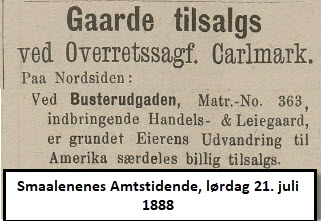 Gaarde tilsalgs
ved Overretssagf. Carlmark.
Paa Nordsiden:
Ved Busterudgaden, Matr.-No. 363,
indbringende Handels- & Leiegaard,
er grundet Eierens Udvandring til
Amerika særdeles billig tilsalgs.
Smaalenenes Amtstidende, lørdag 21. juli
1888